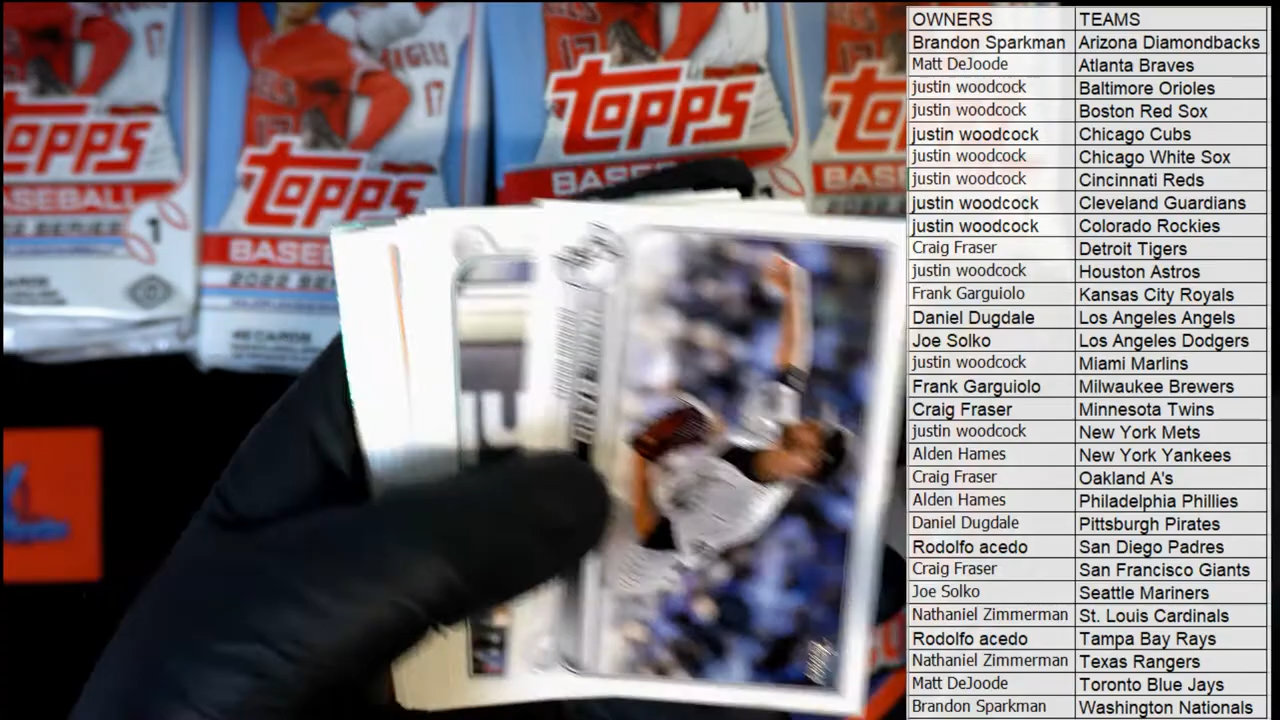 ANGELS
17
17
17
TOPPS
TOPPS
TOPPS
BASEBALL
2022 SERIES
1
OWNERS TEAMS
Brandon Sparkman Arizona Diamondbacks
Matt DeJoode Atlanta Braves
justin woodcock Baltimore Orioles
justin woodcock Boston Red Sox
justin woodcock Chicago Cubs
justin woodcock Chicago White Sox
justin woodcock Cincinnati Reds
justin woodcock Cleveland Guardians
justin woodcock Colorado Rockies
Craig Fraser Detroit Tigers
justin woodcock Houston Astros
Frank Garguiolo Kansas City Royals
Daniel Dugdale Los Angeles Angels
Joe Solko Los Angeles Dodgers
justin woodcock Miami Marlins
Frank Garguiolo Milwaukee Brewers
Craig Fraser Minnesota Twins
justin woodcock New York Mets
Alden Hames New York Yankees
Craig Fraser Oakland A's
Alden Hames Philadelphia Phillies
Daniel Dugdale Pittsburgh Pirates
Rodolfo acedo San Diego Padres
Craig Fraser San Francisco Giants
Joe Solko Seattle Mariners
Nathaniel Zimmerman St. Louis Cardinals
Rodolfo acedo Tampa Bay Rays
Nathaniel Zimmerman Texas Rangers
Matt DeJoode Toronto Blue Jays
Brandon Sparkman Washington Nationals